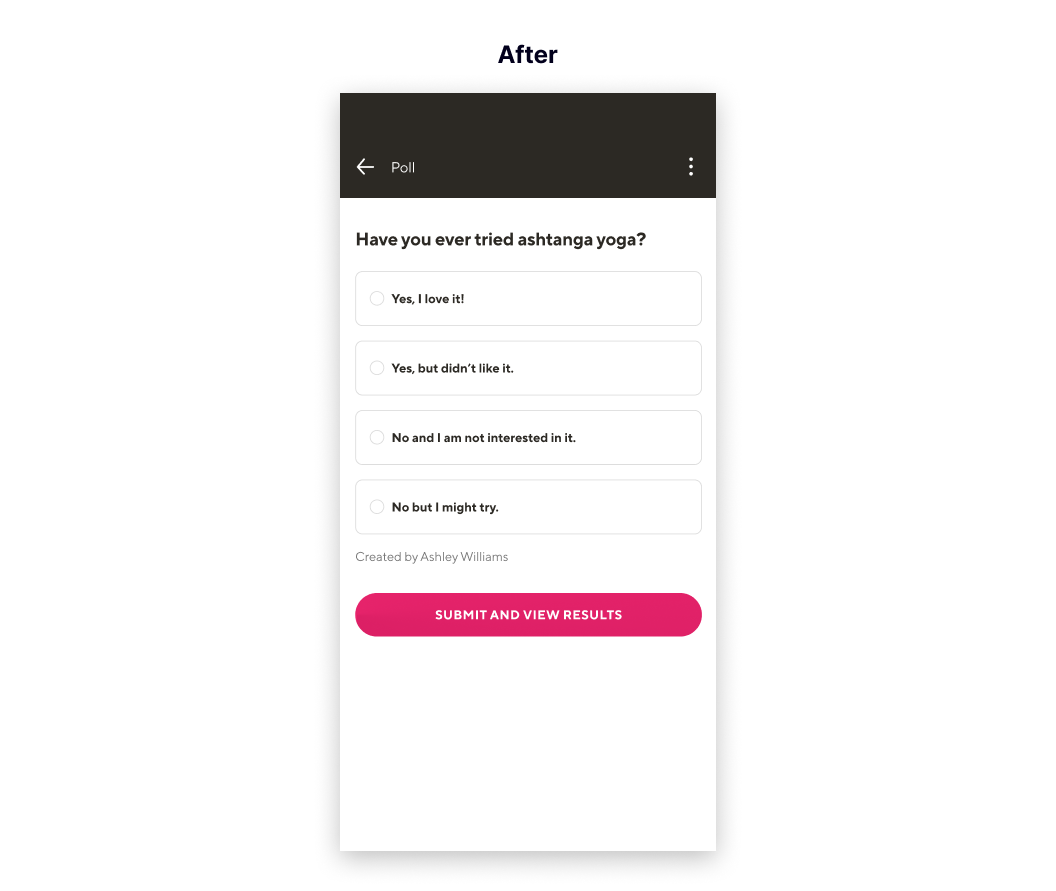 After
Poll
Have you ever tried ashtanga yoga?
Yes, I love it!
Yes, but didn’t like it.
No and I am not interested in it.
No but I might try.
Created by Ashley Williams
SUBMIT AND VIEW RESULTS